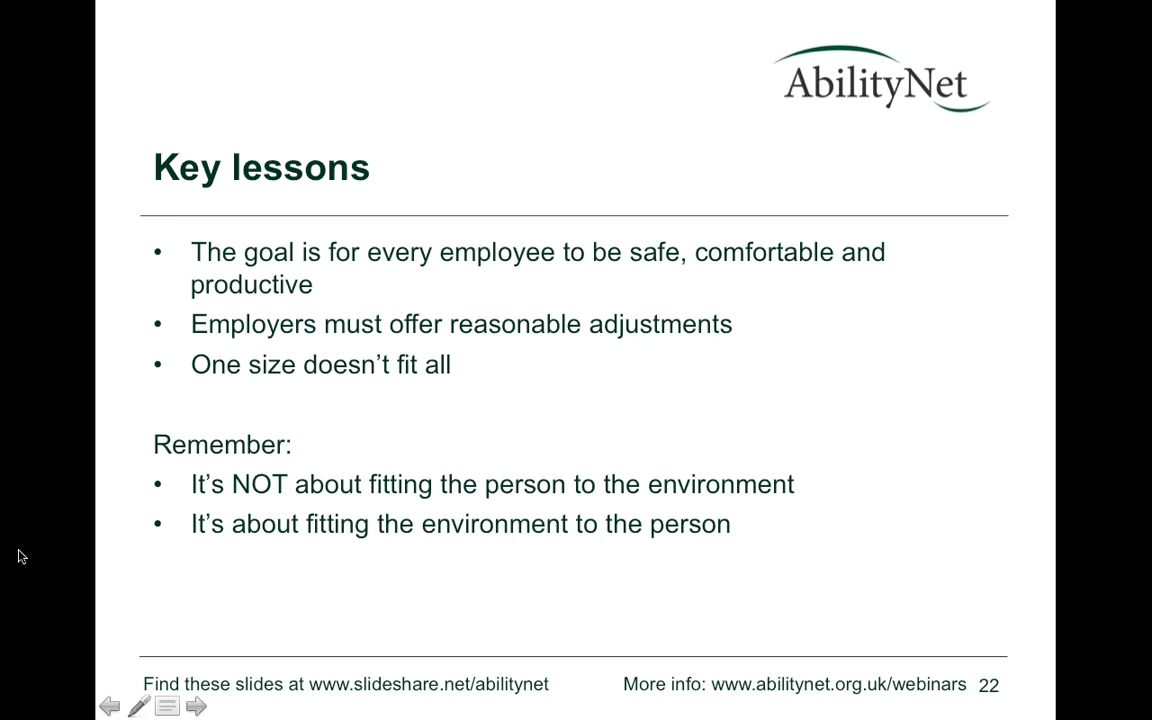 AbilityNet
Key lessons
• The goal is for every employee to be safe, comfortable and
productive
• Employers must offer reasonable adjustments
• One size doesn’t fit all
Remember:
• It’s NOT about fitting the person to the environment
• It’s about fitting the environment to the person
Find these slides at www.slideshare.net/abilitynet More info: www.abilitynet.org.uk/webinars 22